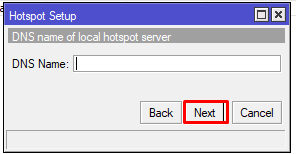 Hotspot Setup
DNS name of local hotspot server
DNS Name:
Back Next Cancel